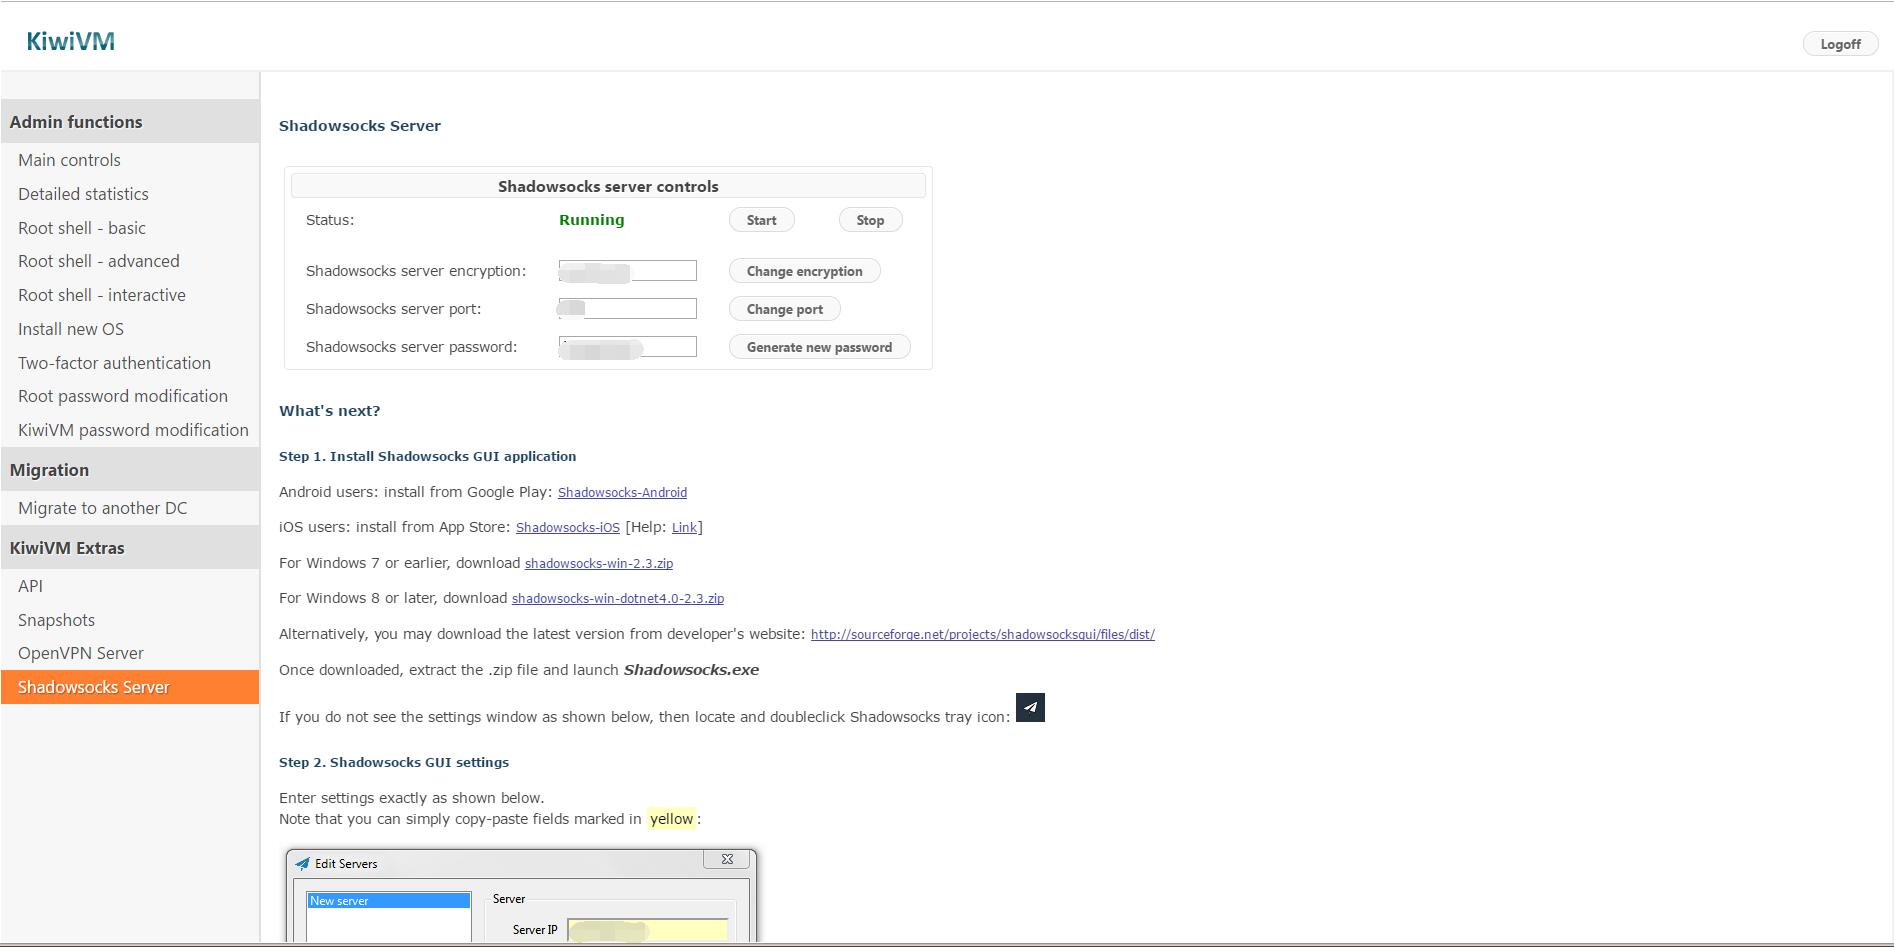 KiwiVM
Logoff
Admin functions
Main controls
Detailed statistics
Root shell - basic
Root shell - advanced
Root shell - interactive
Install new OS
Two-factor authentication
Root password modification
KiwiVM password modification
Migration
Migrate to another DC
KiwiVM Extras
API
Snapshots
OpenVPN Server
Shadowsocks Server
Shadowsocks Server
Shadowsocks server controls
Status: Running Start Stop
Shadowsocks server encryption: Change encryption
Shadowsocks server port: Change port
Shadowsocks server password: Generate new password
What's next?
Step 1. Install Shadowsocks GUI application
Android users: install from Google Play: Shadowsocks-Android
iOS users: install from App Store: Shadowsocks-iOS [Help: Link]
For Windows 7 or earlier, download shadowsocks-win-2.3.zip
For Windows 8 or later, download shadowsocks-win-dotnet4.0-2.3.zip
Alternatively, you may download the latest version from developer's website: http://sourceforge.net/projects/shadowsocksgui/files/dist/
Once downloaded, extract the .zip file and launch Shadowsocks.exe
If you do not see the settings window as shown below, then locate and doubleclick Shadowsocks tray icon:
Step 2. Shadowsocks GUI settings
Enter settings exactly as shown below.
Note that you can simply copy-paste fields marked in yellow:
Edit Servers
New server
Server
Server IP